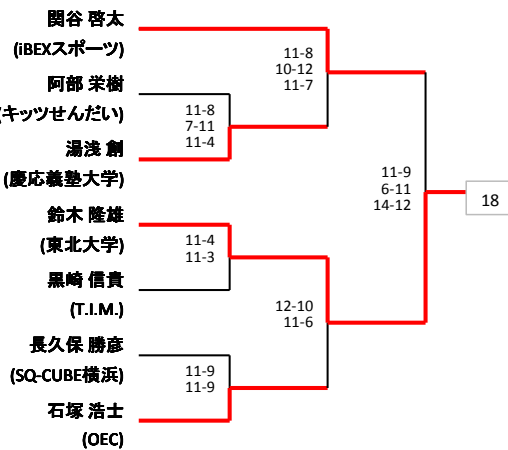 関谷 啓太
(iBEXスポーツ)
阿部 栄樹
(キッツせんだい)
湯浅 創
(慶応義塾大学)
鈴木 隆雄
(東北大学)
黒崎 信貴
(T.I.M.)
長久保 勝彦
(SQ-CUBE横浜)
石塚 浩士
(OEC)
11-8
7-11
11-4
11-4
11-3
11-9
11-9
11-8
10-12
11-7
12-10
11-6
11-9
6-11
14-12
18